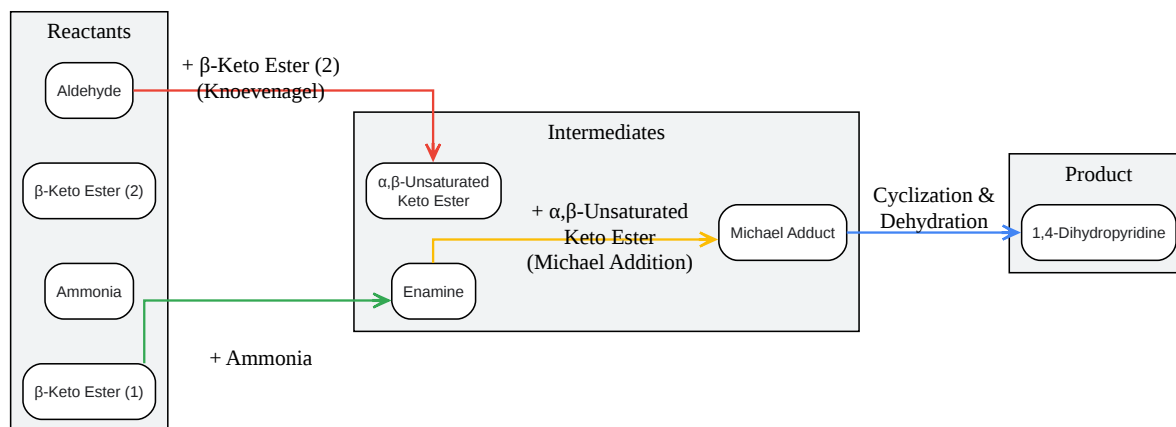 Reactants
Aldehyde
β-Keto Ester (2)
Ammonia
β-Keto Ester (1)
+ β-Keto Ester (2)
(Knoevenagel)
+ Ammonia
Intermediates
α,β-Unsaturated
Keto Ester
Enamine
+ α,β-Unsaturated
Keto Ester
(Michael Addition)
Michael Adduct
Cyclization &
Dehydration
Product
1,4-Dihydropyridine